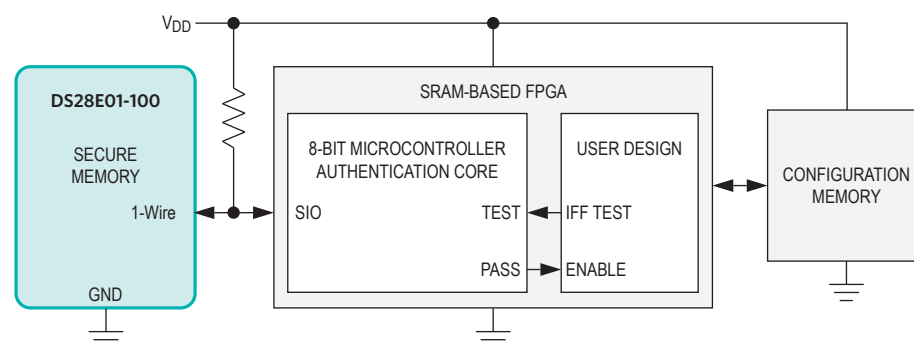 VDD
DS28E01-100
SECURE
MEMORY
1-Wire
GND
SRAM-BASED FPGA
8-BIT MICROCONTROLLER
AUTHENTICATION CORE
SIO
TEST
PASS
USER DESIGN
IFF TEST
ENABLE
CONFIGURATION
MEMORY